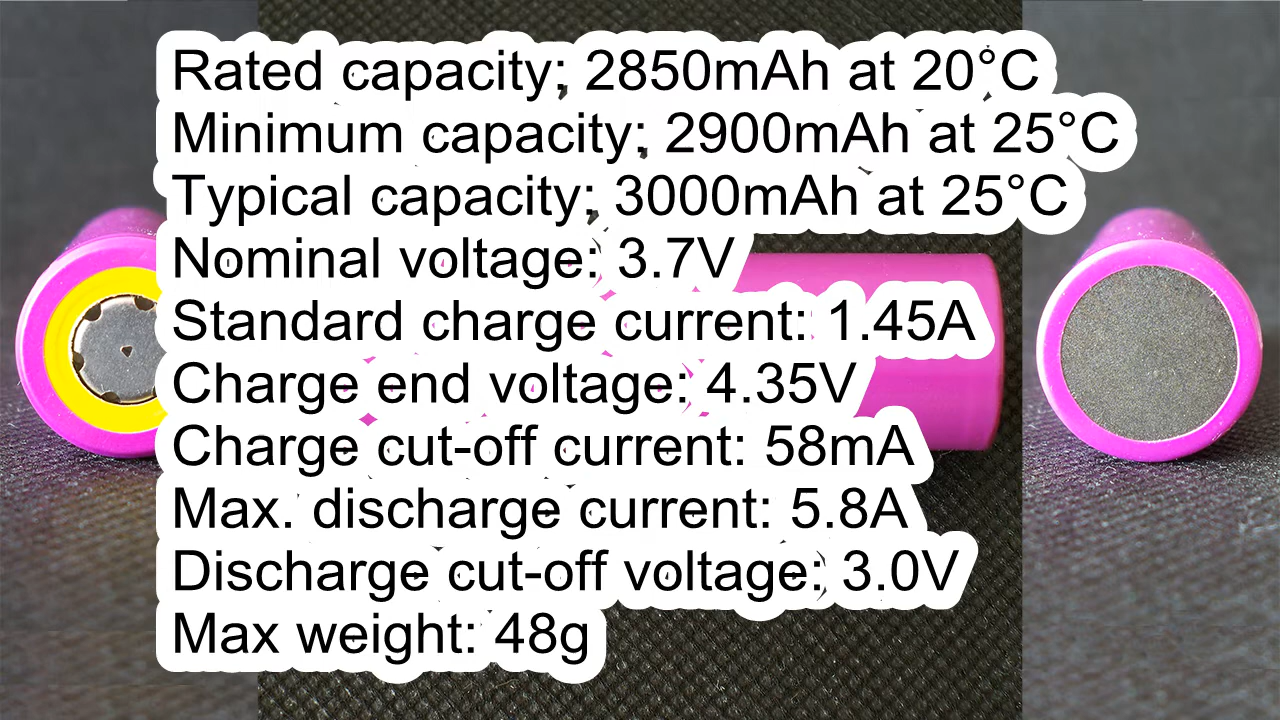 Rated capacity; 2850mAh at 20°C
Minimum capacity; 2900mAh at 25°C
Typical capacity; 3000mAh at 25°C
Nominal voltage: 3.7V
Standard charge current: 1.45A
Charge end voltage: 4.35V
Charge cut-off current: 58mA
Max. discharge current: 5.8A
Discharge cut-off voltage: 3.0V
Max weight: 48g